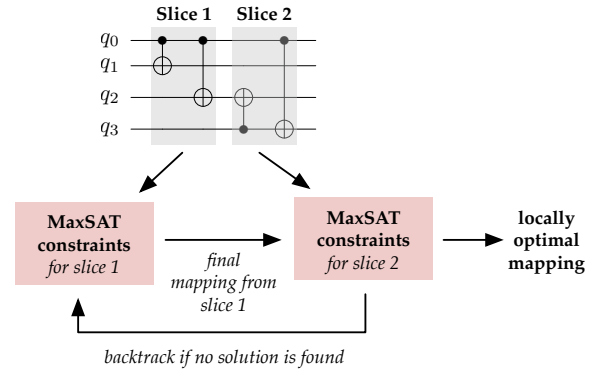 Slice 1 Slice 2
q0
q1
q2
q3
MaxSAT
constraints
for slice 1
final
mapping from
slice 1
MaxSAT
constraints
for slice 2
locally
optimal
mapping
backtrack if no solution is found